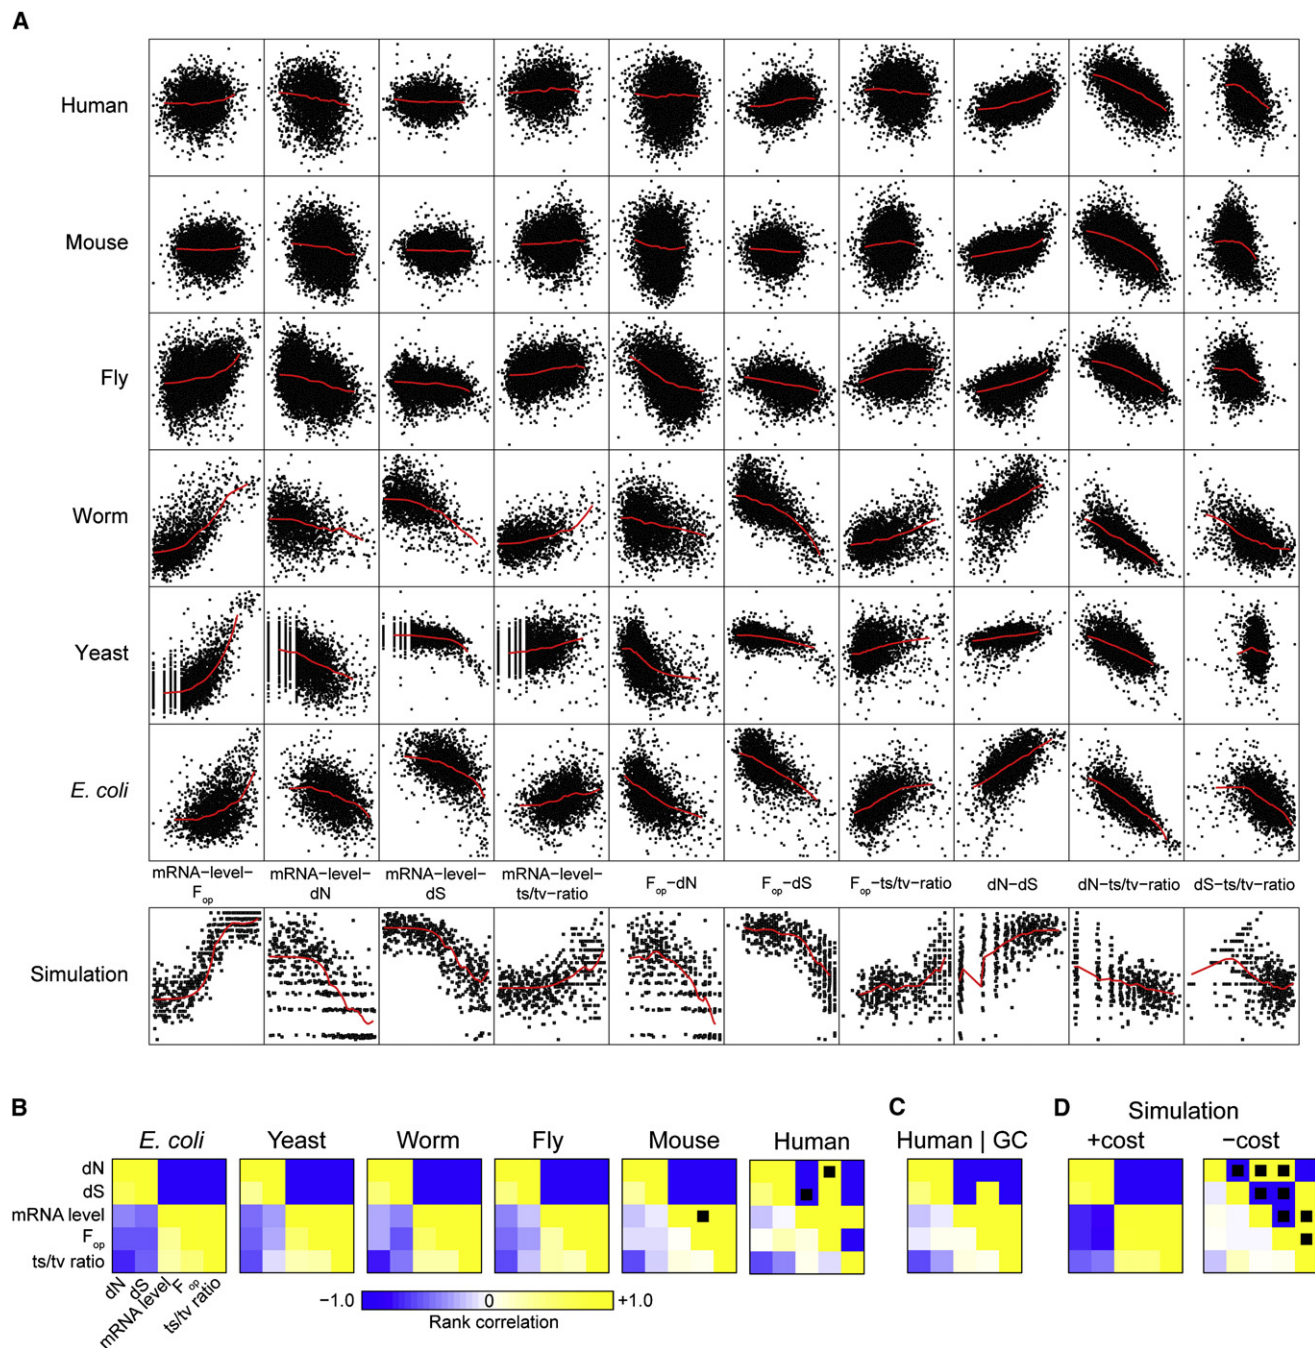 A
Human
Mouse
Fly
Worm
Yeast
E. coli
mRNA-level-
Fop
mRNA-level-
dN
mRNA-level-
dS
mRNA-level-
ts/tv-ratio
Fop-dN
Fop-dS
Fop-ts/tv-ratio
dN-dS
dN-ts/tv-ratio
dS-ts/tv-ratio
Simulation
B
E. coli
Yeast
Worm
Fly
Mouse
Human
dN
dS
mRNA level
Fop
ts/tv ratio
dN
dS
mRNA level
Fop
ts/tv ratio
−1.0
0
+1.0
Rank correlation
C
Human | GC
D
Simulation
+cost
−cost